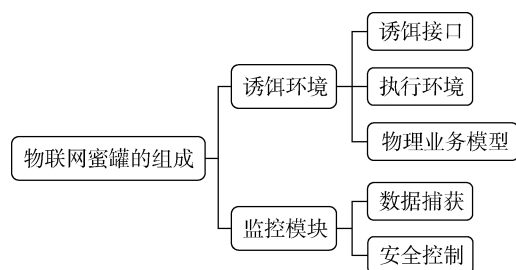 物联网蜜罐的组成
诱饵环境
诱饵接口
执行环境
物理业务模型
监控模块
数据捕获
安全控制